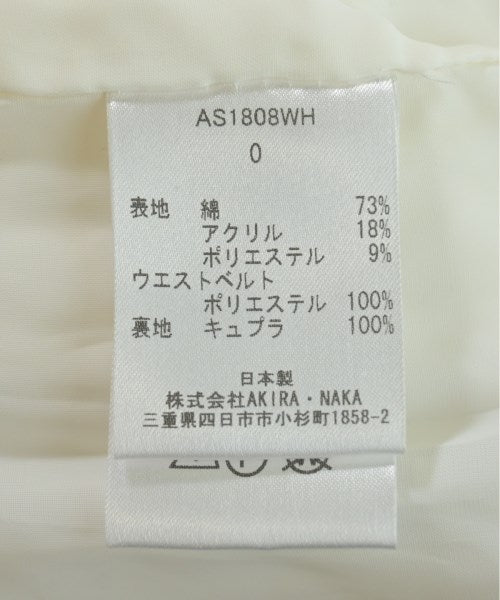 AS1808WH
0
表地 綿 73%
アクリル 18%
ポリエステル 9%
ウエストベルト
ポリエステル 100%
裏地 キュプラ 100%
日本製
株式会社AKIRA・NAKA
三重県四日市市小杉町1858-2